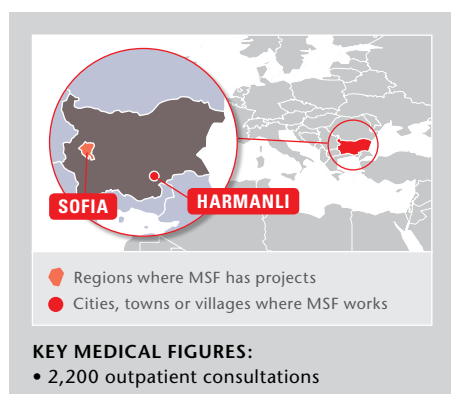 SOFIA
HARMANLI
Regions where MSF has projects
Cities, towns or villages where MSF works
KEY MEDICAL FIGURES:
• 2,200 outpatient consultations